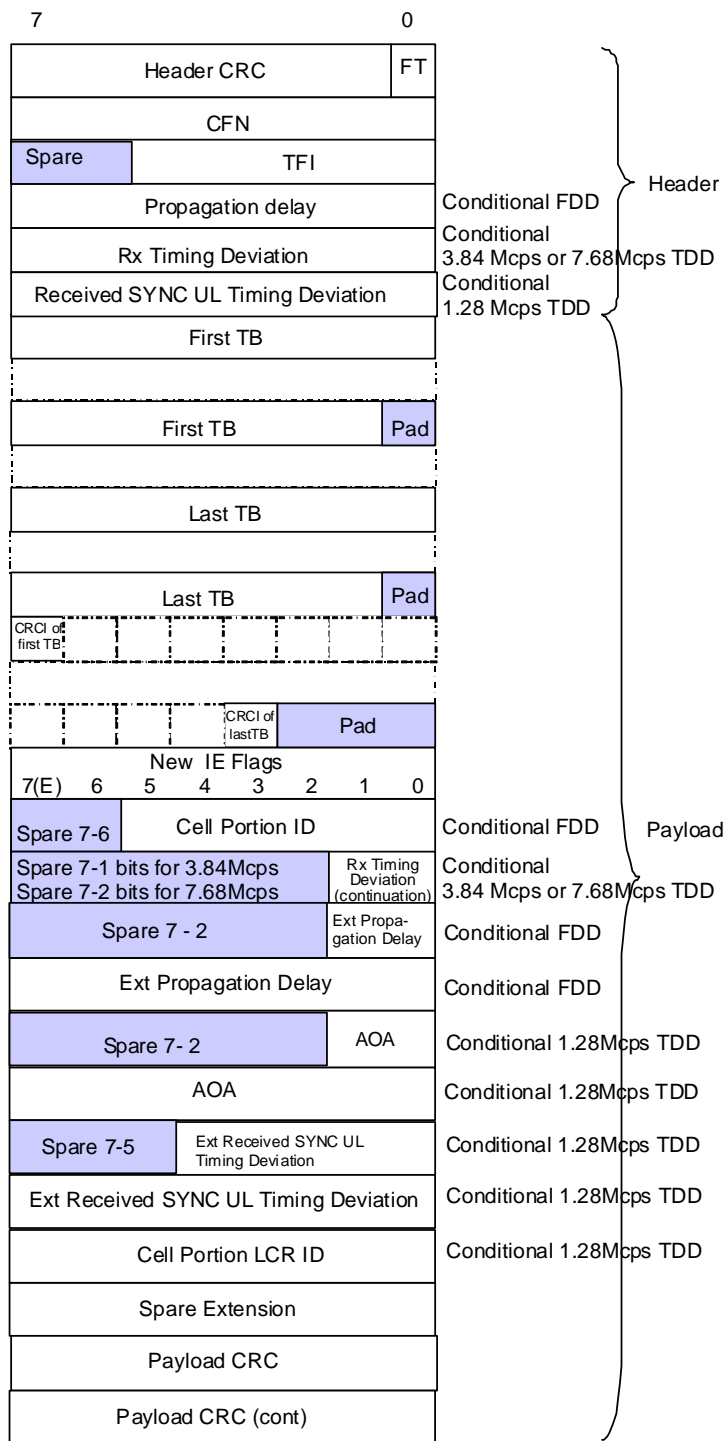 7 0
Header CRC FT
CFN
Spare TFI
Propagation delay Conditional FDD
Rx Timing Deviation Conditional
3.84 Mcps or 7.68Mcps TDD
Received SYNC UL Timing Deviation Conditional
1.28 Mcps TDD
Header
First TB
First TB Pad
Last TB
Last TB Pad
CRCI of
first TB
CRCI of
lastTB
Pad
New IE Flags
7(E) 6 5 4 3 2 1 0
Spare 7-6 Cell Portion ID Conditional FDD
Payload
Spare 7-1 bits for 3.84Mcps
Spare 7-2 bits for 7.68Mcps
Rx Timing
Deviation
(continuation)
Conditional
3.84 Mcps or 7.68Mcps TDD
Spare 7 - 2
Ext Propa-
gation Delay
Conditional FDD
Ext Propagation Delay Conditional FDD
Spare 7- 2 AOA Conditional 1.28Mcps TDD
AOA Conditional 1.28Mcps TDD
Spare 7-5
Ext Received SYNC UL
Timing Deviation
Conditional 1.28Mcps TDD
Ext Received SYNC UL Timing Deviation Conditional 1.28Mcps TDD
Cell Portion LCR ID Conditional 1.28Mcps TDD
Spare Extension
Payload CRC
Payload CRC (cont)